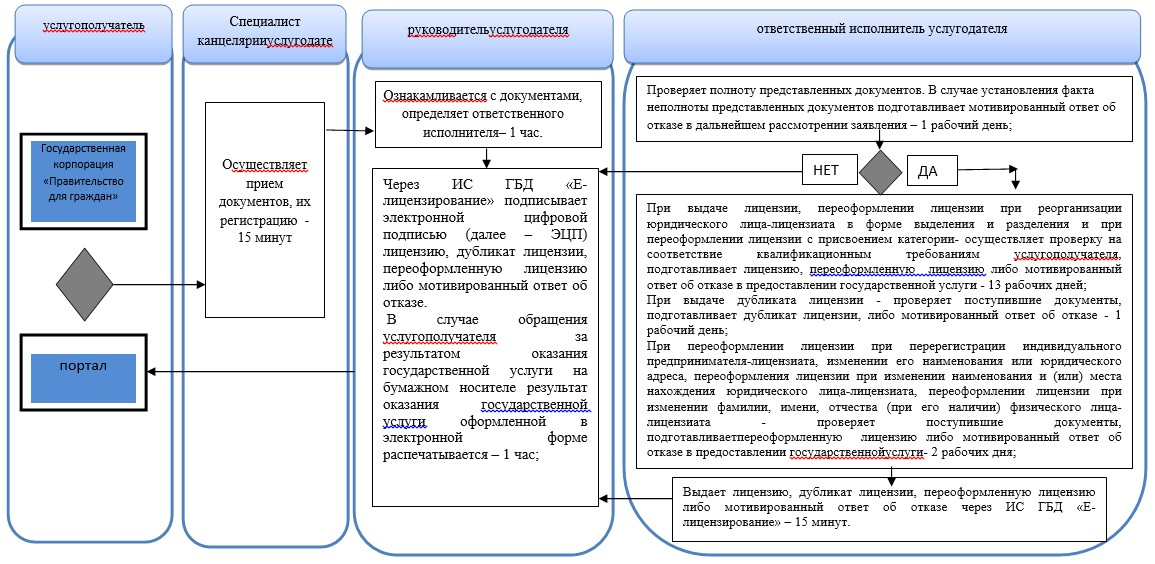 услугополучатель
Специалист
канцелярииуслугодате
руководительуслугодателя
ответственный исполнитель услугодателя
Государственная
корпорация
«Правительство
для граждан»
портал
Осуществляет
прием
документов, их
регистрацию -
15 минут
Ознакамливается с документами,
определяет ответственного
исполнителя– 1 час.
Через ИС ГБД «Е-
лицензирование» подписывает
электронной цифровой
подписью (далее – ЭЦП)
лицензию, дубликат лицензии,
переоформленную лицензию
либо мотивированный ответ об
отказе.
В случае обращения
услугополучателя за
результатом оказания
государственной услуги на
бумажном носителе результат
оказания государственной
услуги оформленной в
электронной форме
распечатывается – 1 час;
Проверяет полноту представленных документов. В случае установления факта
неполноты представленных документов подготавливает мотивированный ответ об
отказе в дальнейшем рассмотрении заявления – 1 рабочий день;
НЕТ
ДА
При выдаче лицензии, переоформлении лицензии при реорганизации
юридического лица-лицензиата в форме выделения и разделения и при
переоформлении лицензии с присвоением категории- осуществляет проверку на
соответствие квалификационным требованиям услугополучателя,
подготавливает лицензию, переоформленную лицензию либо мотивированный
ответ об отказе в предоставлении государственной услуги - 13 рабочих дней;
При выдаче дубликата лицензии - проверяет поступившие документы,
подготавливает дубликат лицензии, либо мотивированный ответ об отказе - 1
рабочий день;
При переоформлении лицензии при перерегистрации индивидуального
предпринимателя-лицензиата, изменении его наименования или юридического
адреса, переоформления лицензии при изменении наименования и (или) места
нахождения юридического лица-лицензиата, переоформлении лицензии при
изменении фамилии, имени, отчества (при его наличии) физического лица-
лицензиата - проверяет поступившие документы,
подготавливаетпереоформленную лицензию либо мотивированный ответ об
отказе в предоставлении государственнойуслуги- 2 рабочих дня;
Выдает лицензию, дубликат лицензии, переоформленную лицензию
либо мотивированный ответ об отказе через ИС ГБД «Е-
лицензирование» – 15 минут.